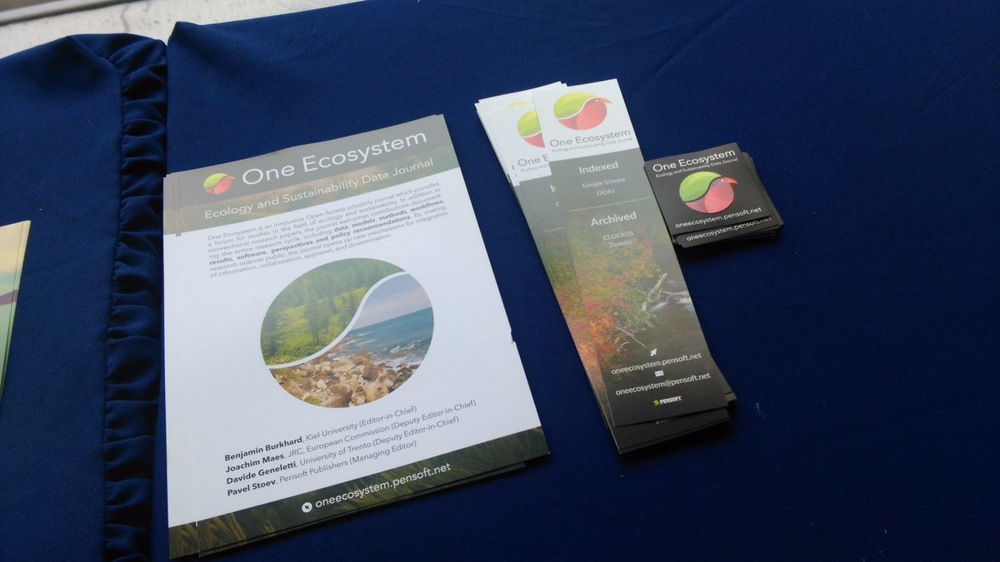 One Ecosystem
Ecology and Sustainability Data Journal
One Ecosystem is an innovative Open Access scholarly journal which provides
a forum for studies in the field of ecology and sustainability. In addition to
conventional research papers, the journal welcomes contributions document-
ing the entire research cycle, including data, models, methods, workflows,
results, software, perspectives and policy recommendations. By making
research outputs public, the journal opens up new mechanisms for integration
of information, collaboration, appraisal, and dissemination.
Benjamin Burkhard, Kiel University (Editor-in-Chief)
Joachim Maes, JRC, European Commission (Deputy Editor-in-Chief)
Davide Geneletti, University of Trento (Deputy Editor-in-Chief)
Pavel Stoev, Pensoft Publishers (Managing Editor)
oneecosystem.pensoft.net
One E
One Ecosystem
Ecology and Sustainability Data Journal
Indexed
Google Scholar
DOAJ
Archived
CLOCKSS
Zenodo
oneecosystem.pensoft.net
oneecosystem@pensoft.net
PENSOFT.
One Ecosystem
Ecology and Sustainability Data Journal
oneecosystem.pensoft.net
oneecosystem.pensoft.net